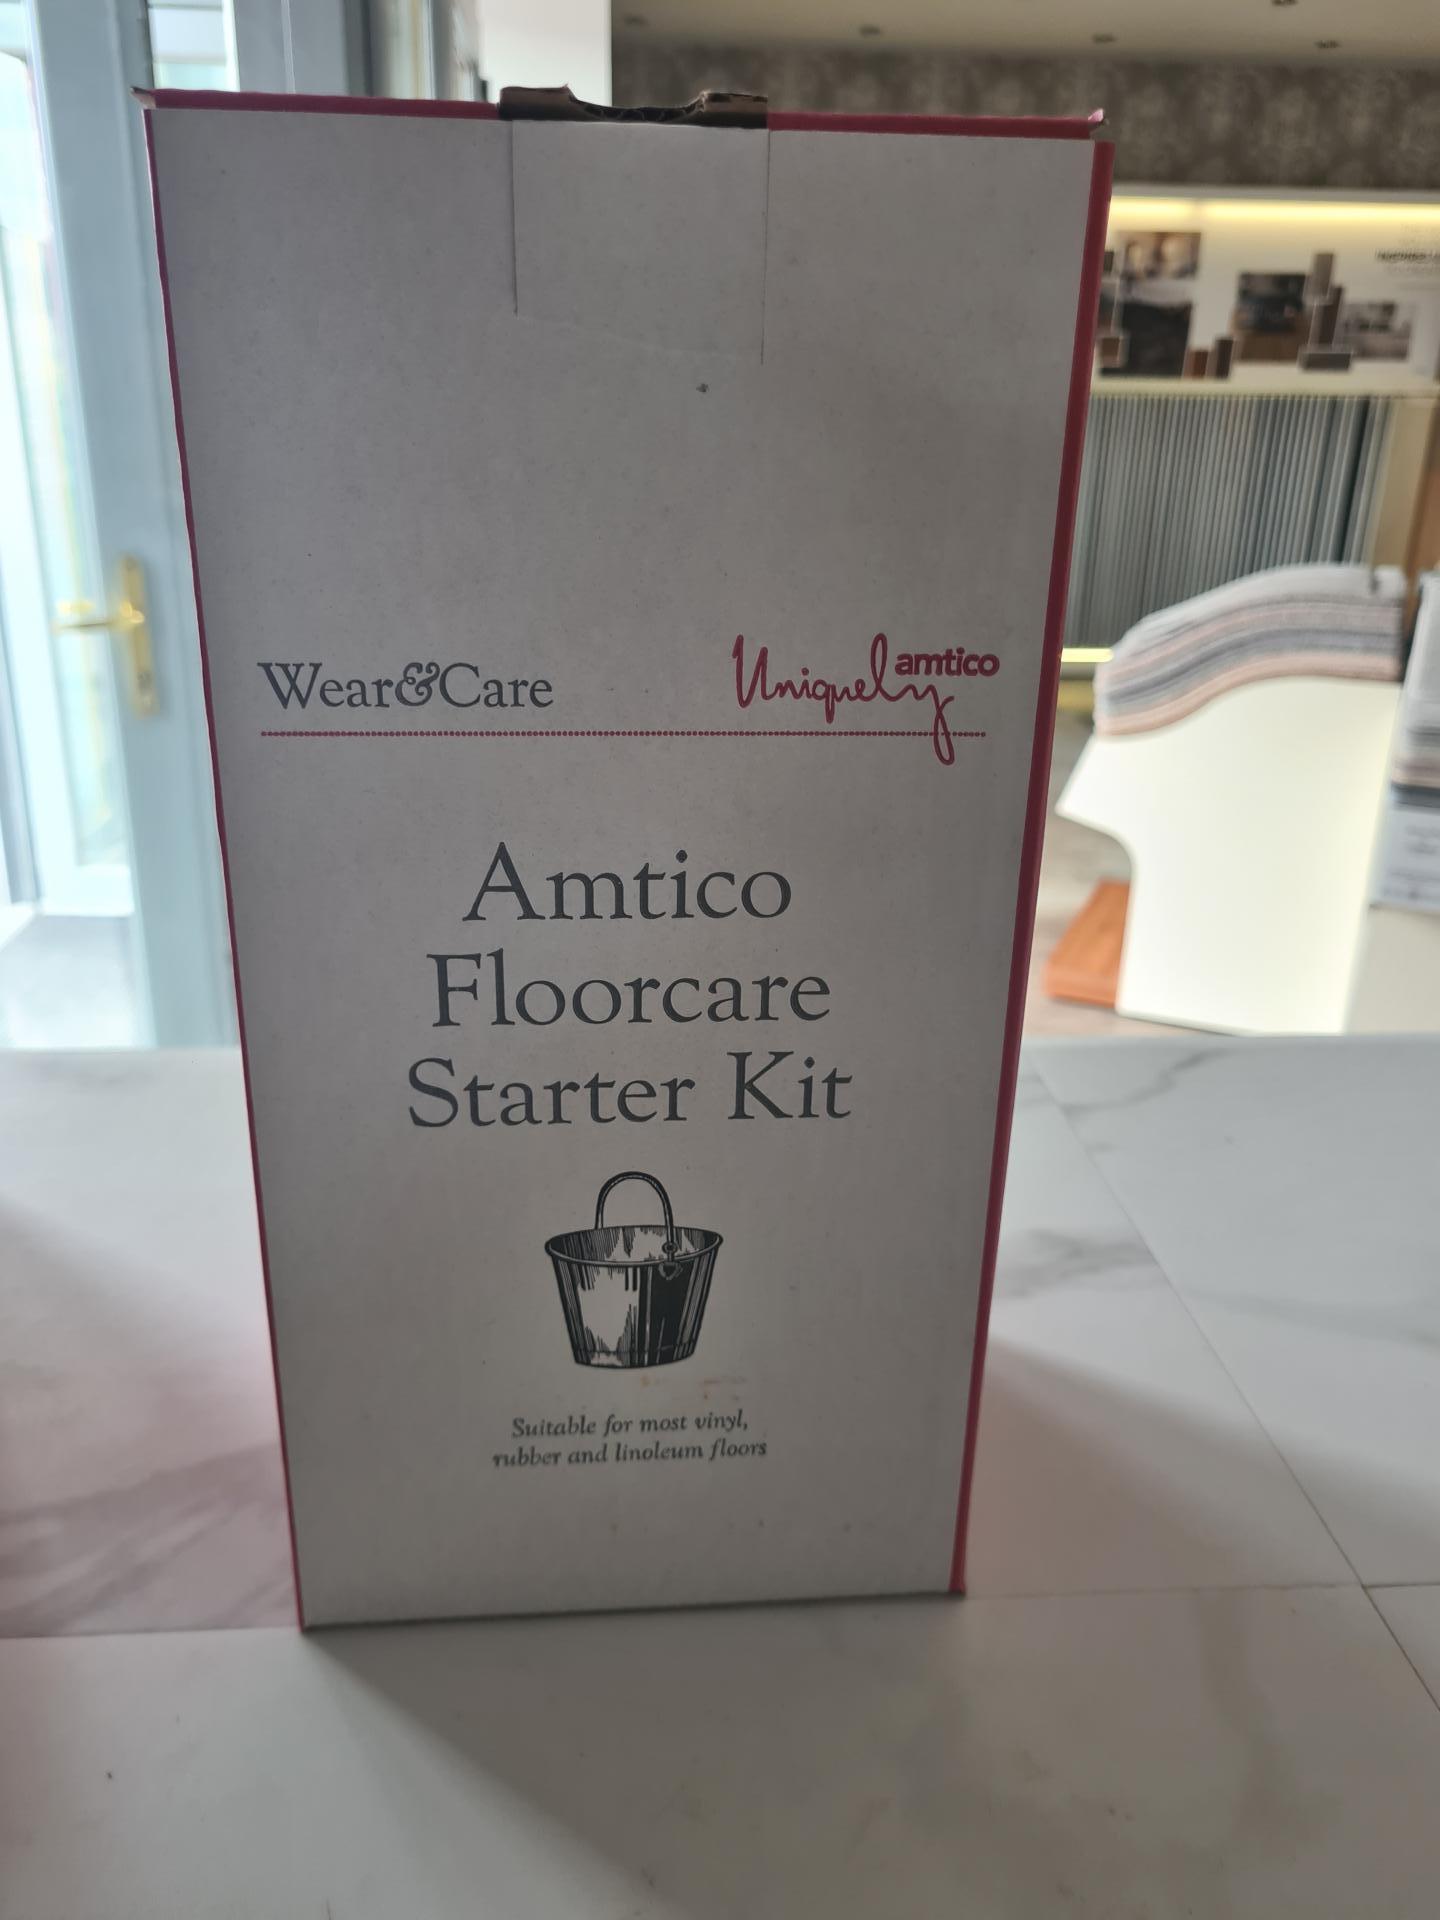 Wear&Care
Uniquely amtico
Amtico
Floorcare
Starter Kit
Suitable for most vinyl,
rubber and linoleum floors